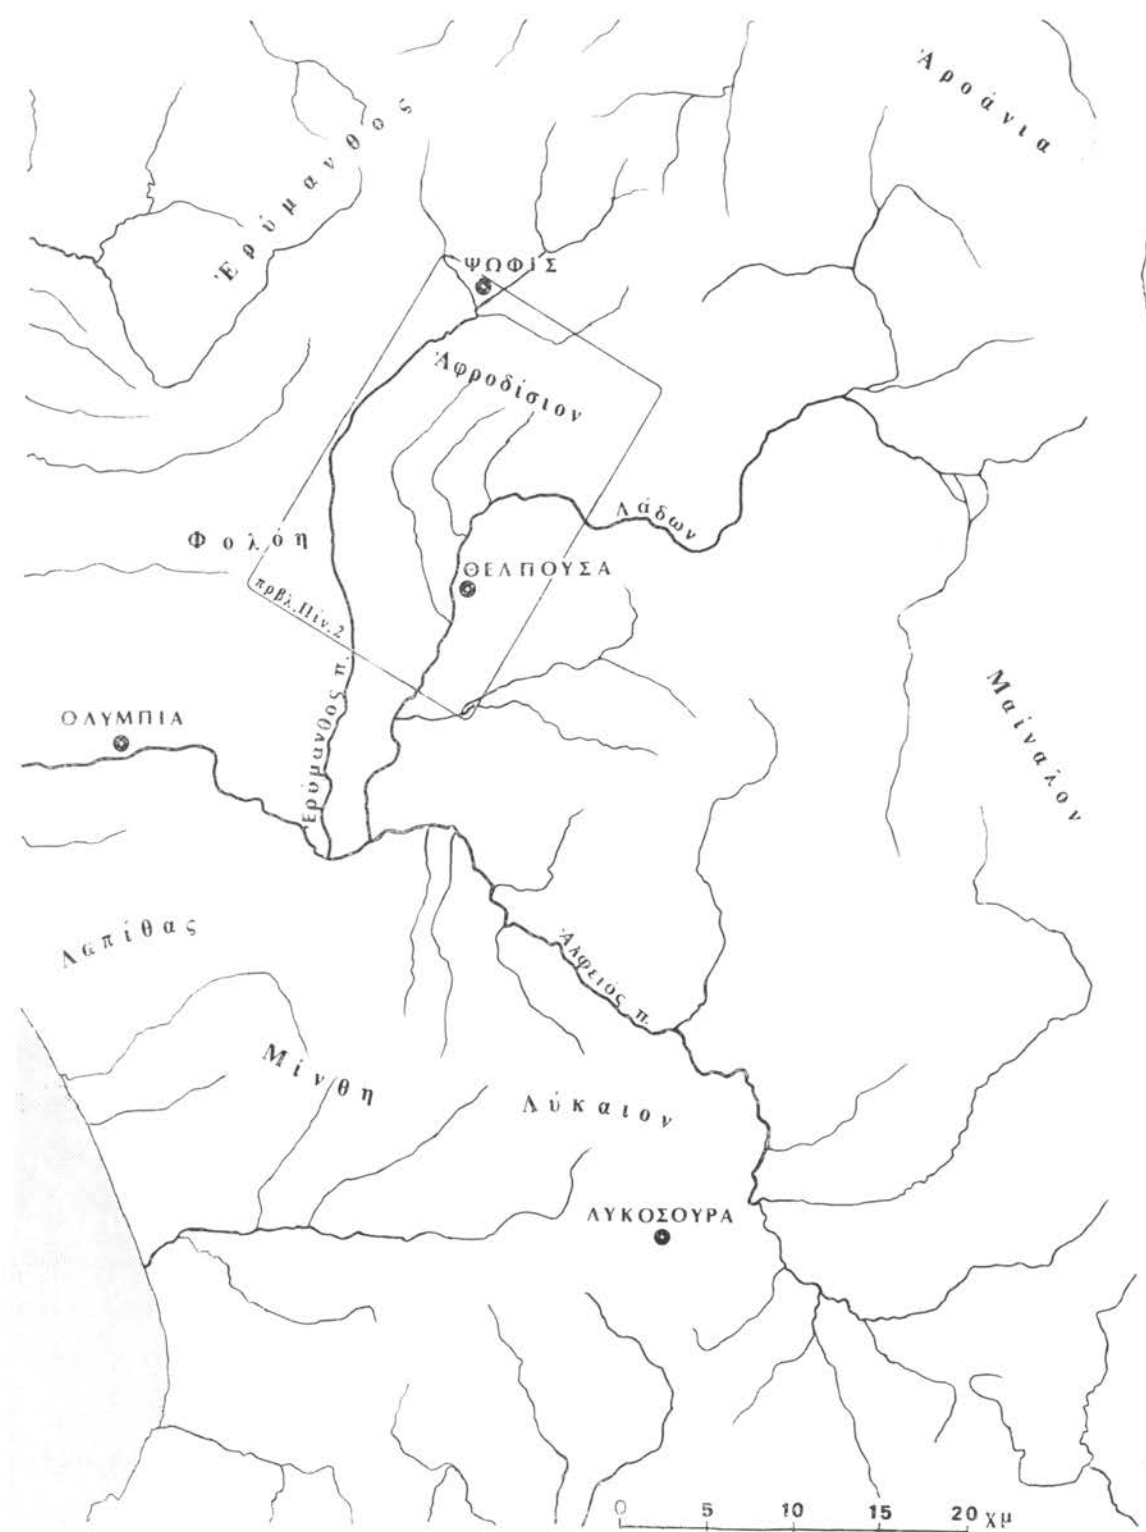 Ἀροάνια
Ἐρύμανθος
ΨΩΦΙΣ
Ἀφροδίσιον
Λάδων
Φολόη
ΘΕΛΠΟΥΣΑ
πρβλ. Πίν. 2
Μαίναλον
Ἐρύμανθος π.
ΟΛΥΜΠΙΑ
Λαπίθας
Ἀλφειός π.
Μίνθη
Λύκαιον
ΛΥΚΟΣΟΥΡΑ
0 5 10 15 20 χμ